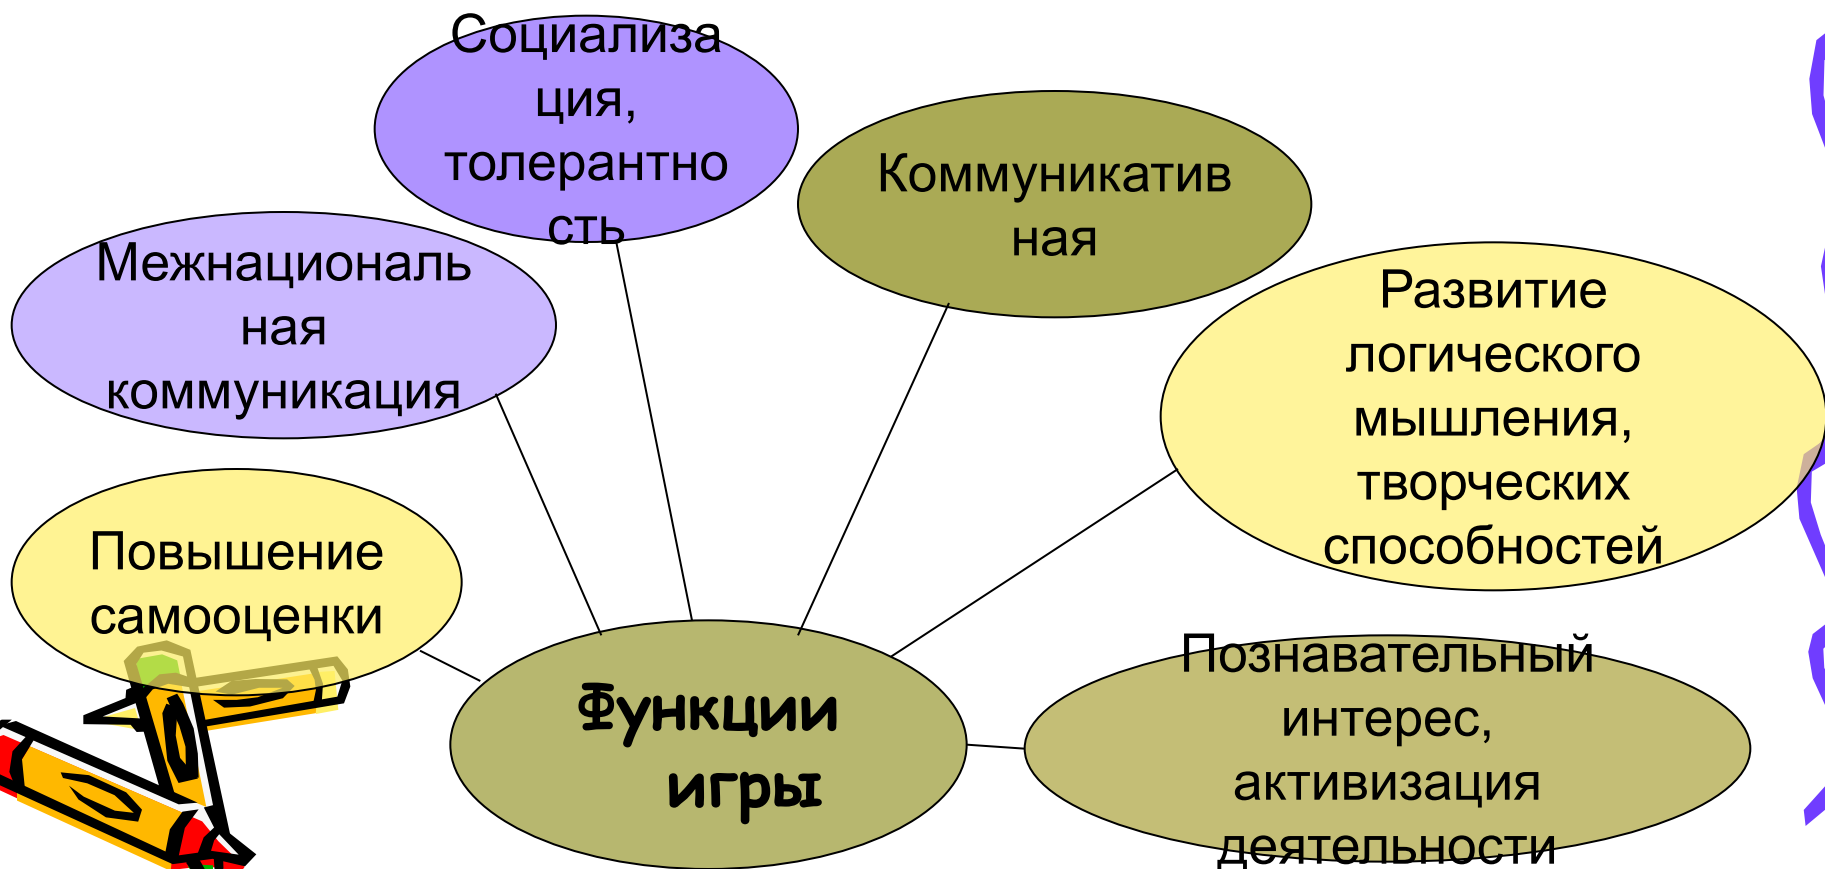 Социализа
ция,
толерантно
сть
Коммуникатив
ная
Межнациональ
ная
коммуникация
Развитие
логического
мышления,
творческих
способностей
Повышение
самооценки
Функции
игры
Познавательный
интерес,
активизация
деятельности